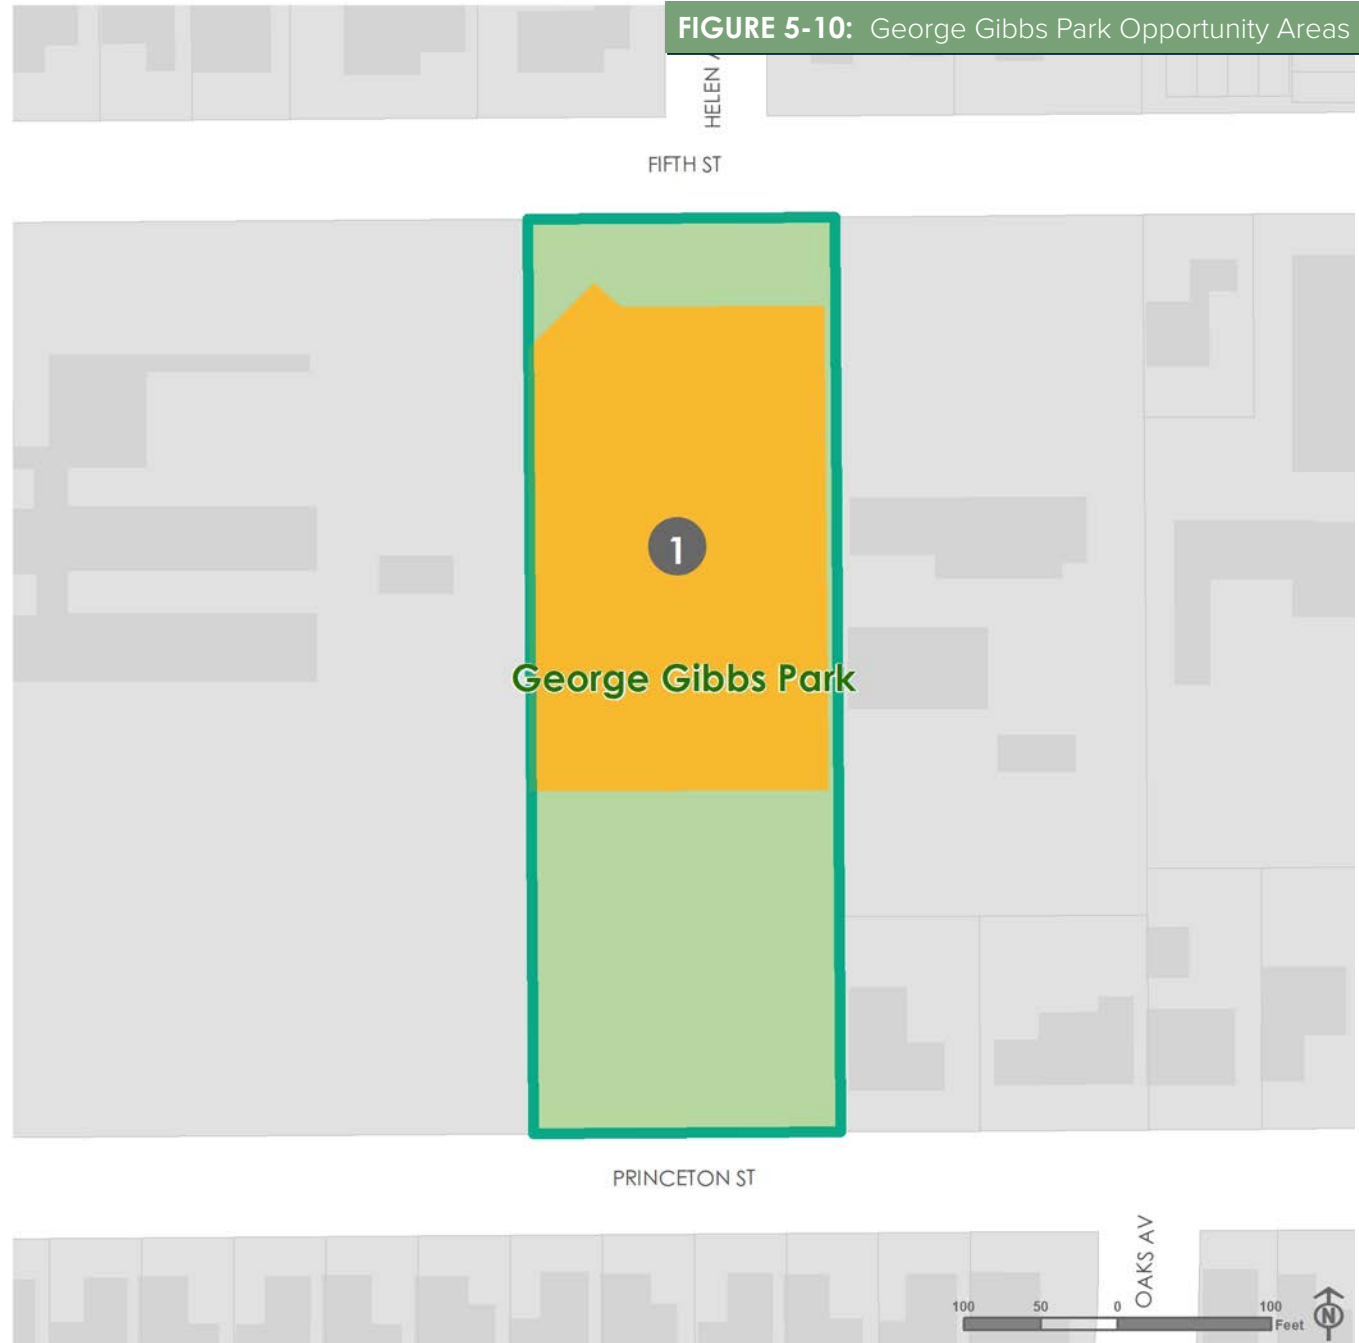 FIGURE 5-10: George Gibbs Park Opportunity Areas
HELEN
FIFTH ST
1
George Gibbs Park
PRINCETON ST
OAKS AV
100 50 0 100
Feet
N